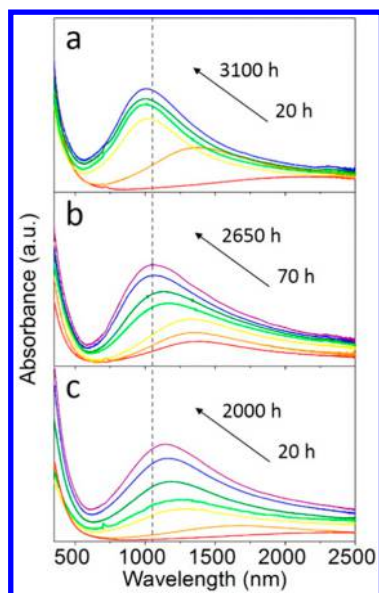 a
3100 h
20 h
b
2650 h
70 h
c
2000 h
20 h
Absorbance (a.u.)
500 1000 1500 2000 2500
Wavelength (nm)